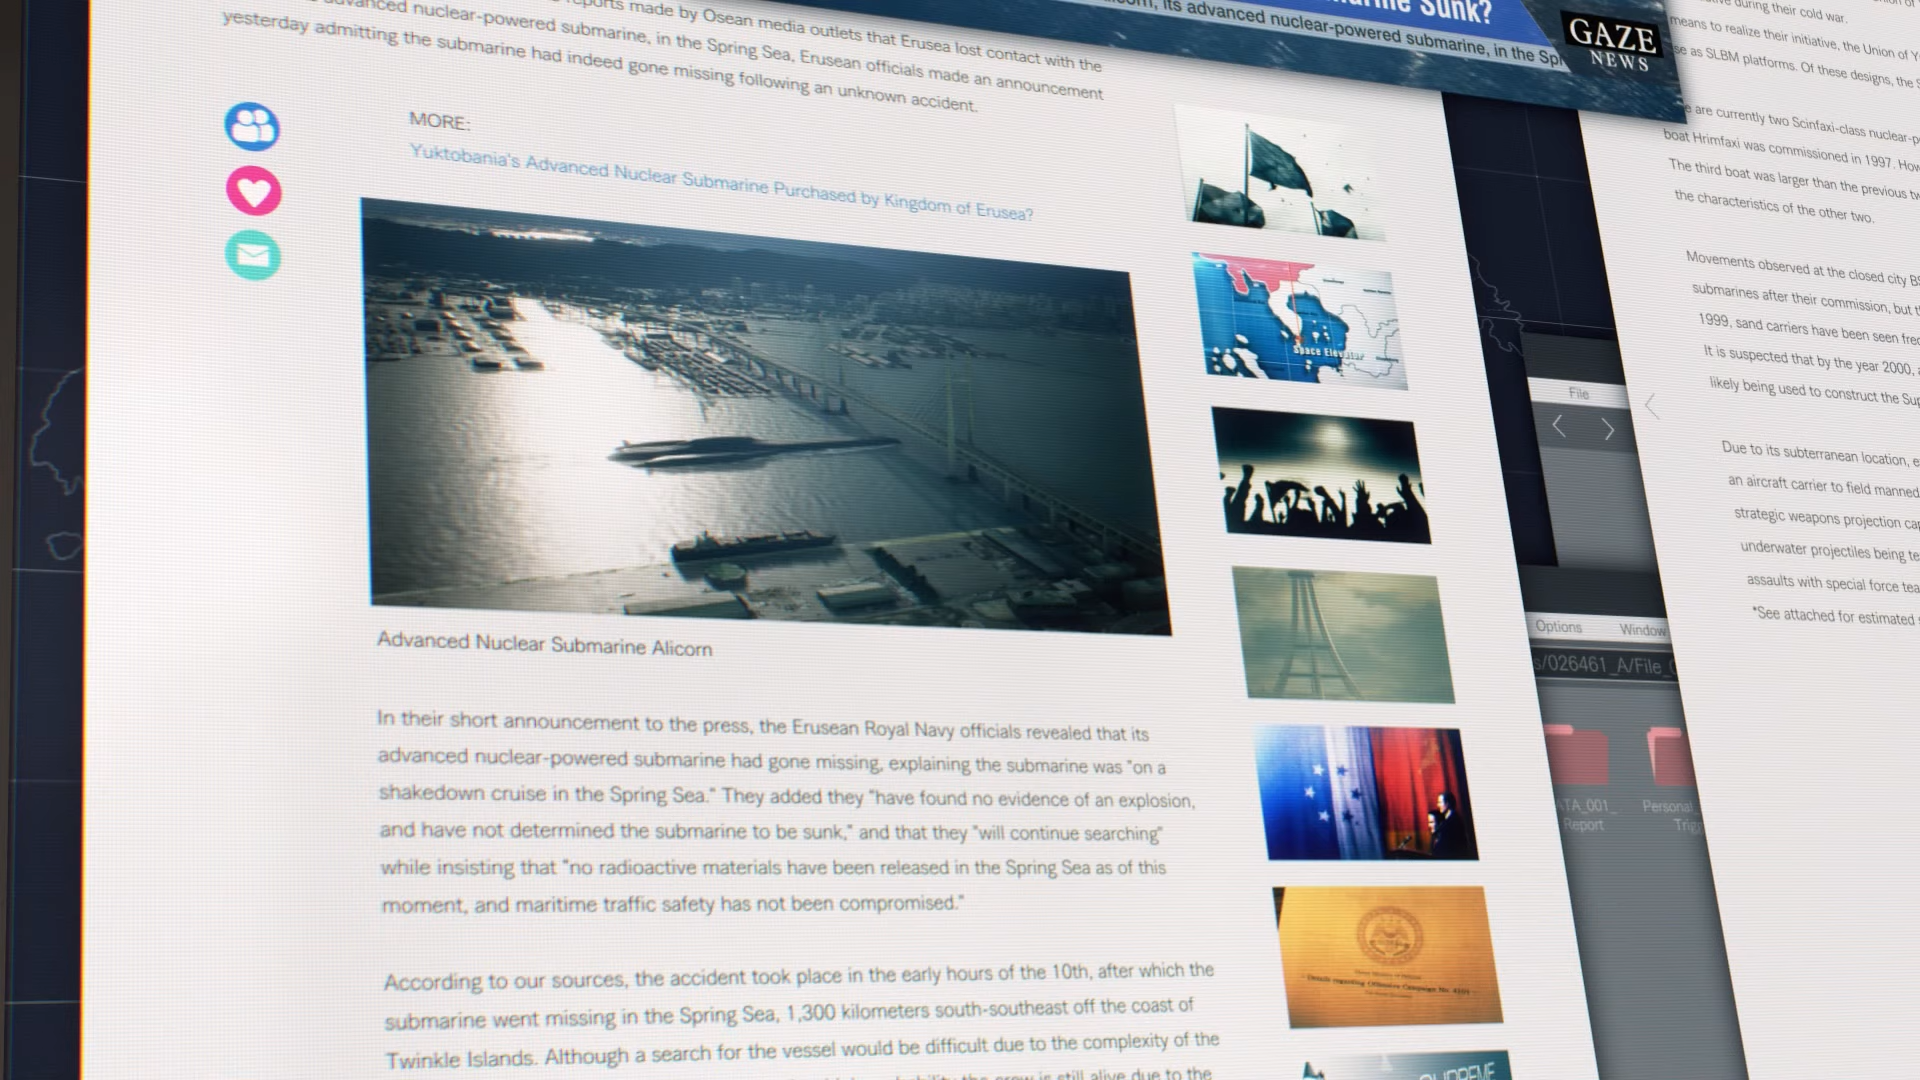 Sunk?
its advanced nuclear-powered submarine, in the
GAZE
NEWS
made by Osean media outlets that Erusea lost contact with the
nuclear-powered submarine, in the Spring Sea, Erusean officials made an announcement
yesterday admitting the submarine had indeed gone missing following an unknown accident.
MORE:
Yuktobania's Advanced Nuclear Submarine Purchased by Kingdom of Erusea?
Advanced Nuclear Submarine Alicorn
In their short announcement to the press, the Erusean Royal Navy officials revealed that its
advanced nuclear-powered submarine had gone missing, explaining the submarine was "on a
shakedown cruise in the Spring Sea." They added they "have found no evidence of an explosion,
and have not determined the submarine to be sunk," and that they "will continue searching"
while insisting that "no radioactive materials have been released in the Spring Sea as of this
moment, and maritime traffic safety has not been compromised."
According to our sources, the accident took place in the early hours of the 10th, after which the
submarine went missing in the Spring Sea, 1,300 kilometers south-southeast off the coast of
Twinkle Islands. Although a search for the vessel would be difficult due to the complexity of the
is still alive due to the
Space Elevator
File
Options Window
/026461_A/File_
Report
Personal
during their cold war.
means to realize their initiative, the Union of
as SLBM platforms. Of these designs, the
are currently two Scinfaxi-class
boat Hrimfaxi was commissioned in 1997.
The third boat was larger than the previous
the characteristics of the other two.
Movements observed at the closed city
submarines after their commission, but
1999, sand carriers have been seen
It is suspected that by the year 2000,
likely being used to construct the
Due to its subterranean location,
an aircraft carrier to field manned
strategic weapons projection
underwater projectiles being
assaults with special force
*See attached for estimated